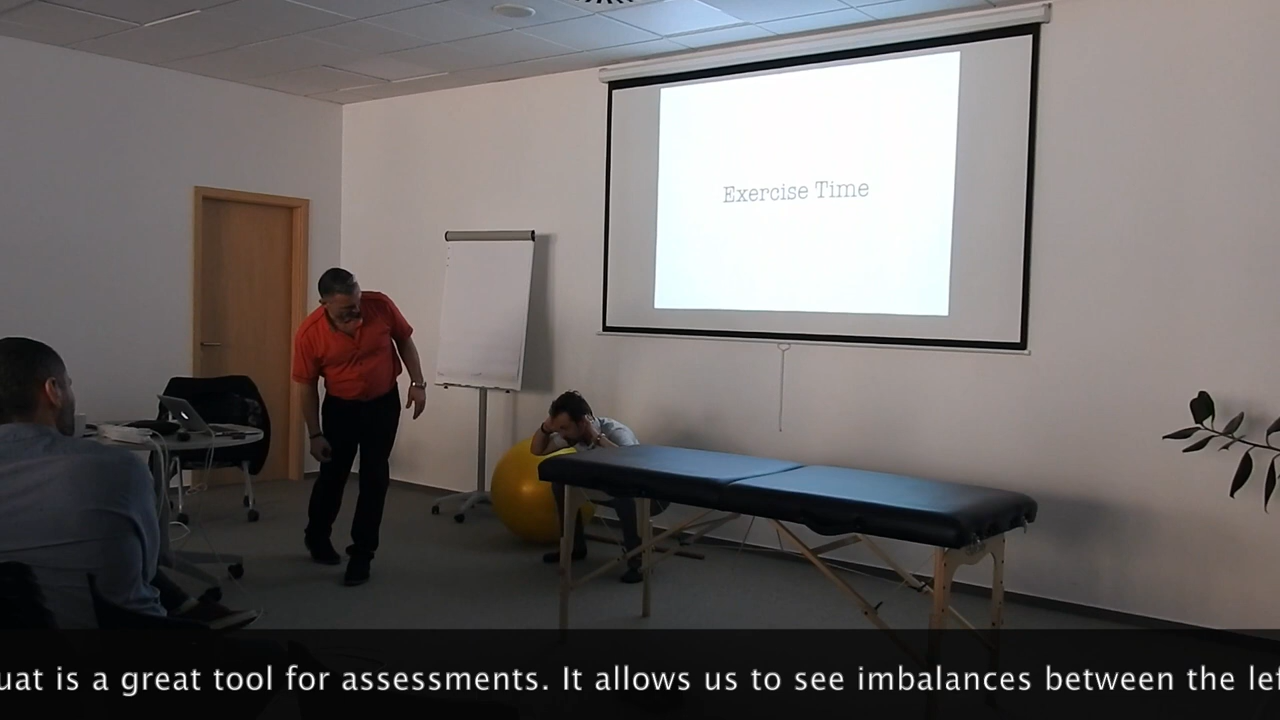 Exercise Time
uat is a great tool for assessments. It allows us to see imbalances between the lef